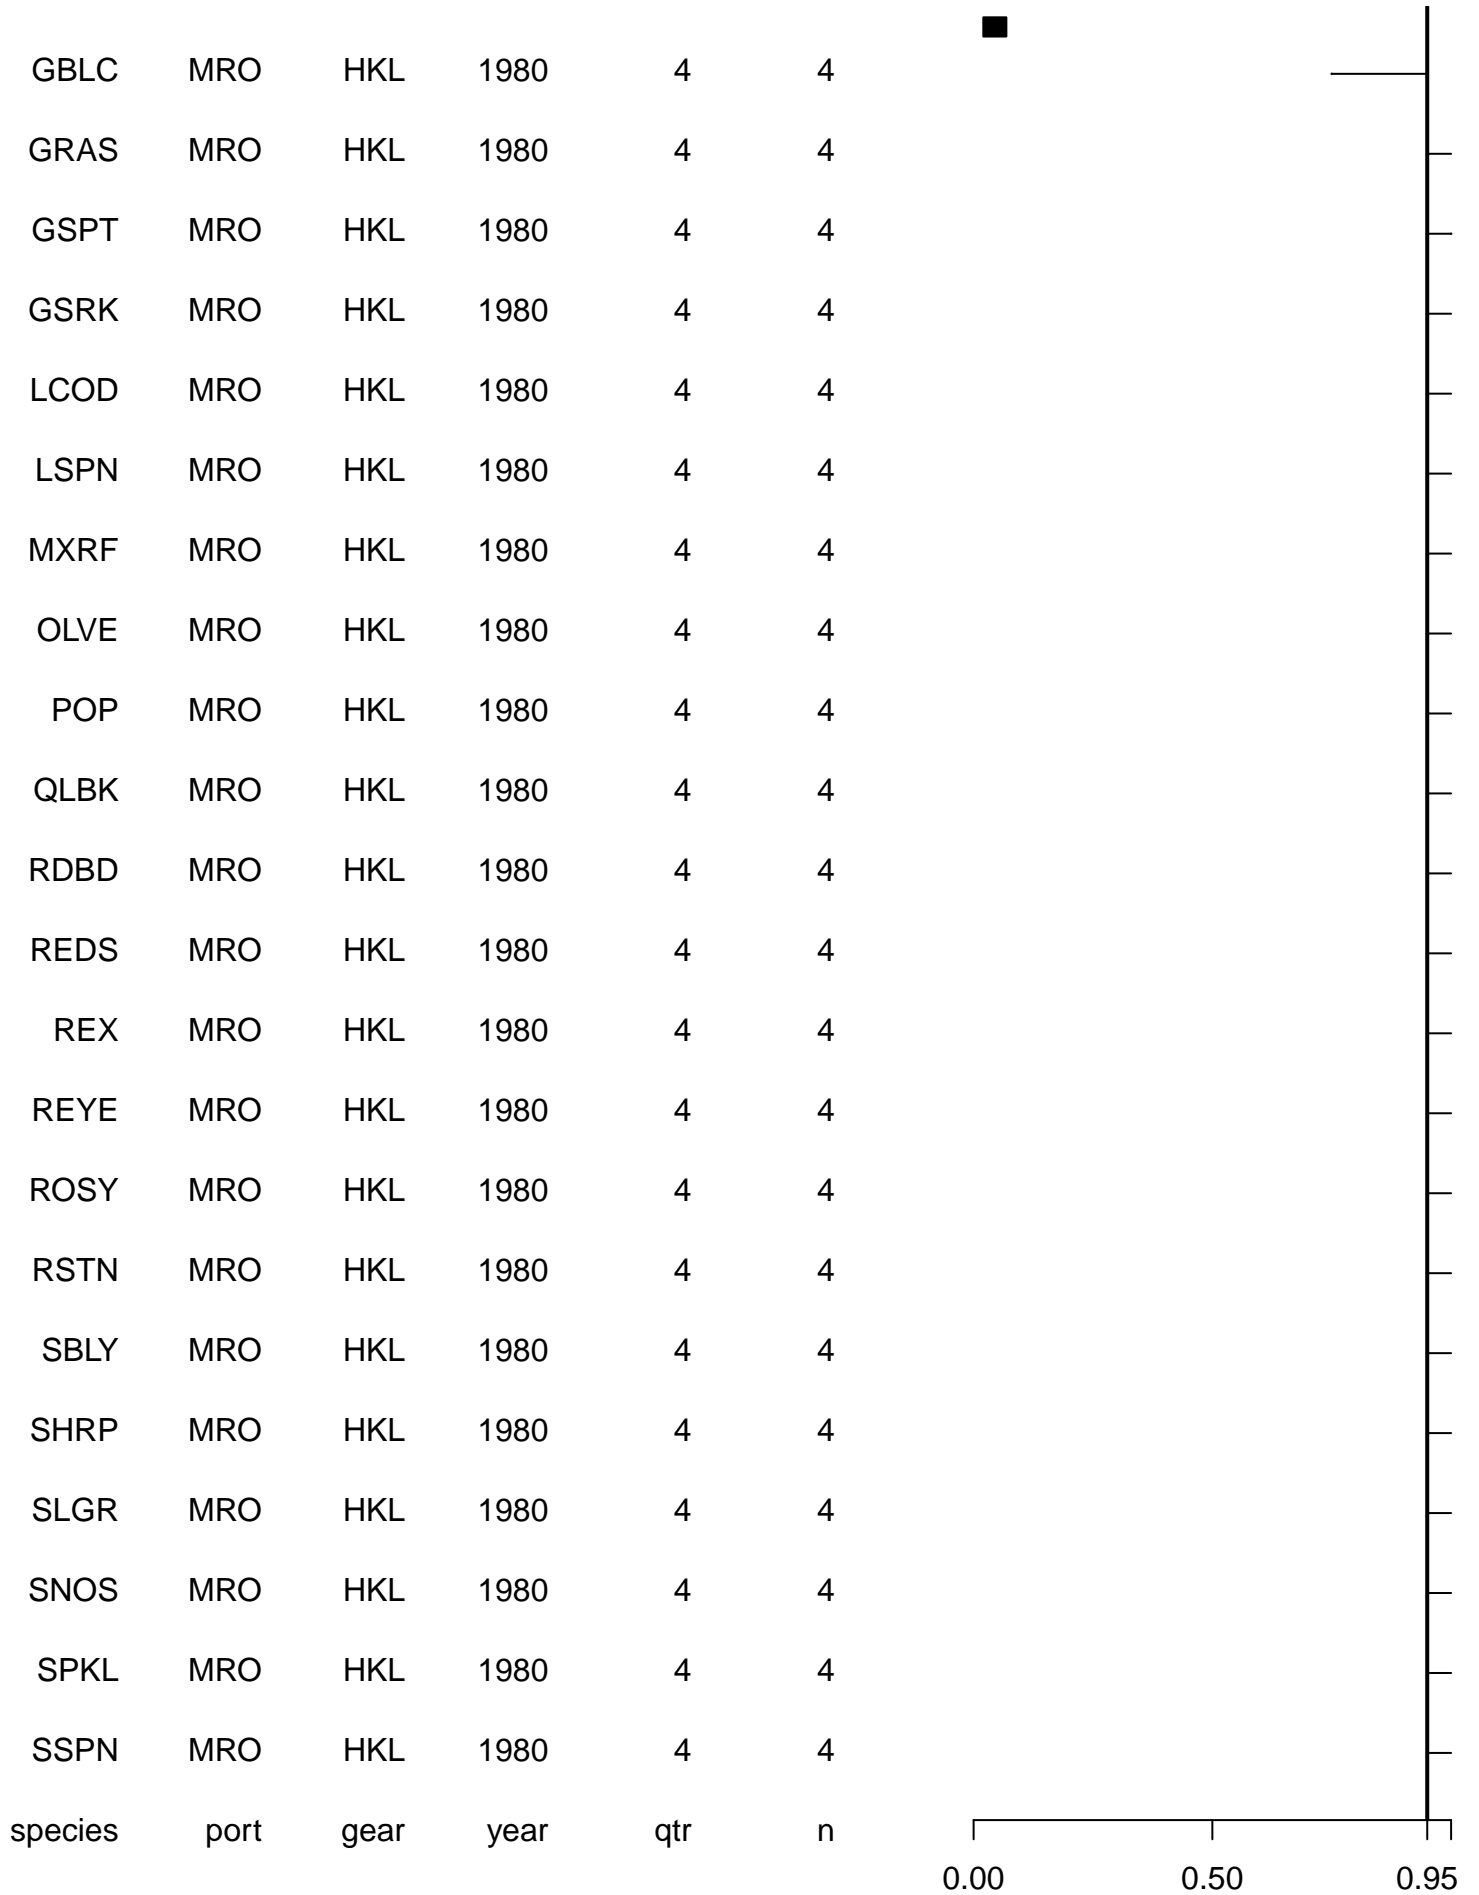 GBLC MRO HKL 1980 4 4
GRAS MRO HKL 1980 4 4
GSPT MRO HKL 1980 4 4
GSRK MRO HKL 1980 4 4
LCOD MRO HKL 1980 4 4
LSPN MRO HKL 1980 4 4
MXRF MRO HKL 1980 4 4
OLVE MRO HKL 1980 4 4
POP MRO HKL 1980 4 4
QLBK MRO HKL 1980 4 4
RDBD MRO HKL 1980 4 4
REDS MRO HKL 1980 4 4
REX MRO HKL 1980 4 4
REYE MRO HKL 1980 4 4
ROSY MRO HKL 1980 4 4
RSTN MRO HKL 1980 4 4
SBLY MRO HKL 1980 4 4
SHRP MRO HKL 1980 4 4
SLGR MRO HKL 1980 4 4
SNOS MRO HKL 1980 4 4
SPKL MRO HKL 1980 4 4
SSPN MRO HKL 1980 4 4
species port gear year qtr n
0.00 0.50 0.95